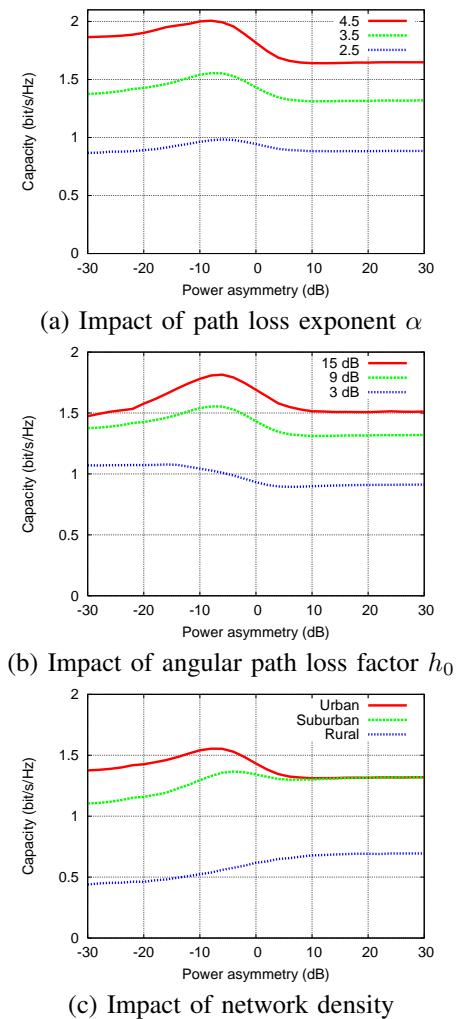 2
1.5
1
0.5
0
Capacity (bit/s/Hz)
4.5
3.5
2.5
-30 -20 -10 0 10 20 30
Power asymmetry (dB)
(a) Impact of path loss exponent α
2
1.5
1
0.5
0
Capacity (bit/s/Hz)
15 dB
9 dB
3 dB
-30 -20 -10 0 10 20 30
Power asymmetry (dB)
(b) Impact of angular path loss factor h₀
2
1.5
1
0.5
0
Capacity (bit/s/Hz)
Urban
Suburban
Rural
-30 -20 -10 0 10 20 30
Power asymmetry (dB)
(c) Impact of network density